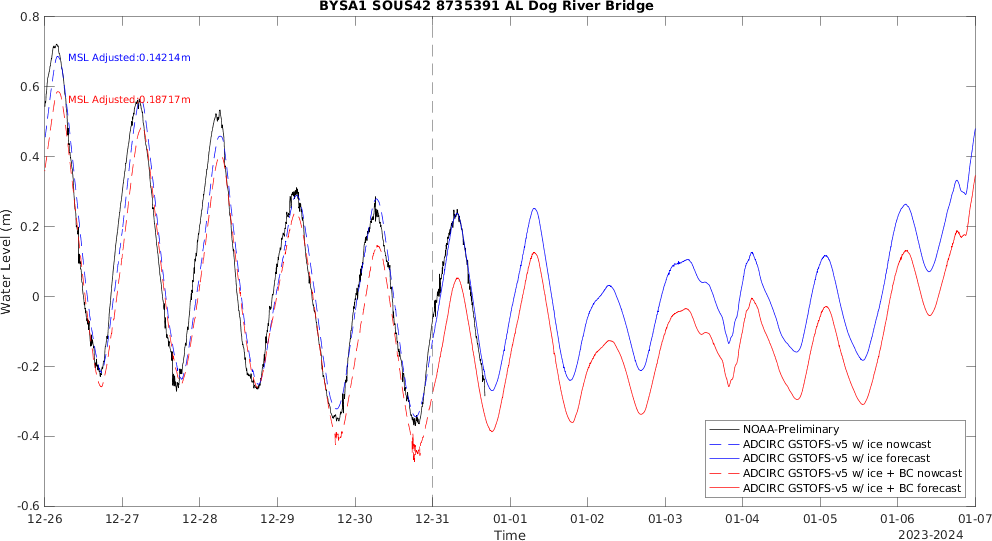 BYSA1 SOUS42 8735391 AL Dog River Bridge
0.8
MSL Adjusted:0.14214m
0.6
MSL Adjusted:0.18717m
0.4
0.2
0
-0.2
-0.4
-0.6
Water Level (m)
NOAA-Preliminary
ADCIRC GSTOFS-v5 w/ ice nowcast
ADCIRC GSTOFS-v5 w/ ice forecast
ADCIRC GSTOFS-v5 w/ ice + BC nowcast
ADCIRC GSTOFS-v5 w/ ice + BC forecast
12-26 12-27 12-28 12-29 12-30 12-31 01-01 01-02 01-03 01-04 01-05 01-06 01-07
Time
2023-2024